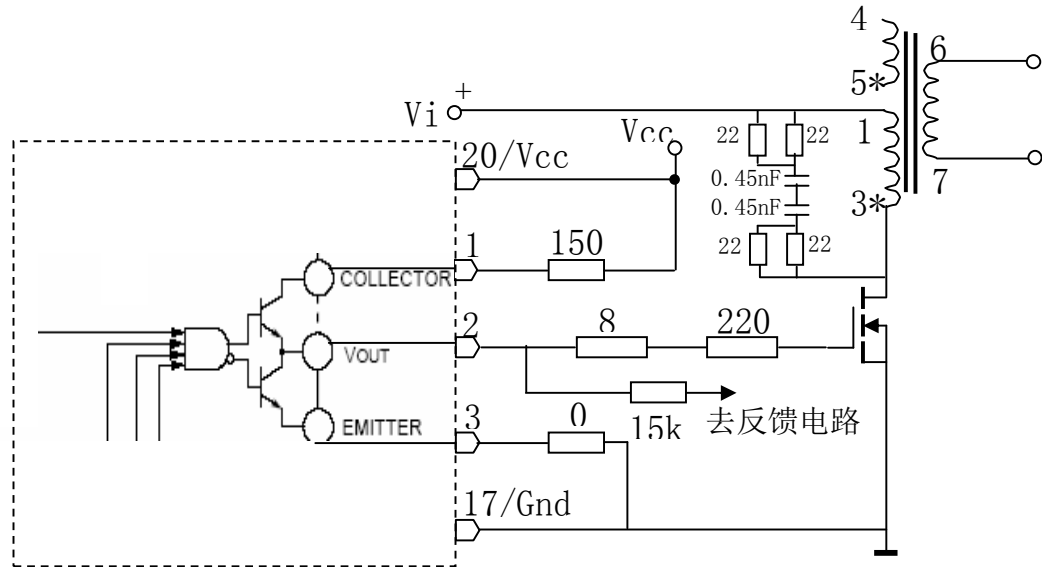 4
6
5*
+
Vi
Vcc
22
22
1
20/Vcc
0.45nF
7
0.45nF
3*
1
150
22
22
COLLECTOR
2
8
220
VOUT
3
0
15k
去反馈电路
EMITTER
17/Gnd